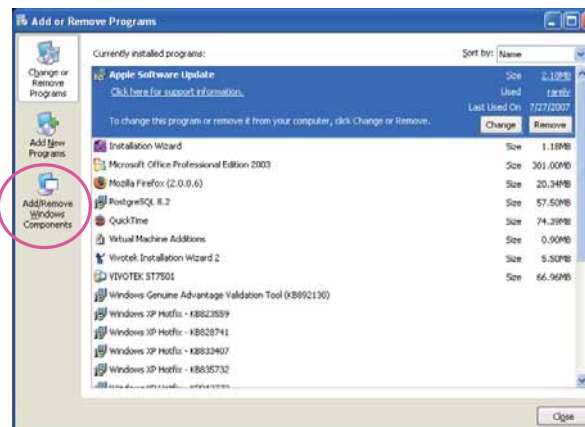 Add or Remove Programs
Change or Remove Programs
Add New Programs
Add/Remove Windows Components
Currently installed programs:
Sort by: Name
Apple Software Update Size 2.10MB
Click here for support information. Used rarely
Last Used On 7/27/2007
To change this program or remove it from your computer, click Change or Remove. Change Remove
Installation Wizard Size 1.18MB
Microsoft Office Professional Edition 2003 Size 301.00MB
Mozilla Firefox (2.0.0.6) Size 20.34MB
PostgreSQL 8.2 Size 57.50MB
QuickTime Size 74.39MB
Virtual Machine Additions Size 0.90MB
Vivotek Installation Wizard 2 Size 5.50MB
VIVOTEK ST7501 Size 66.96MB
Windows Genuine Advantage Validation Tool (KB892130)
Windows XP Hotfix - KB823559
Windows XP Hotfix - KB828741
Windows XP Hotfix - KB833407
Windows XP Hotfix - KB835732
Close